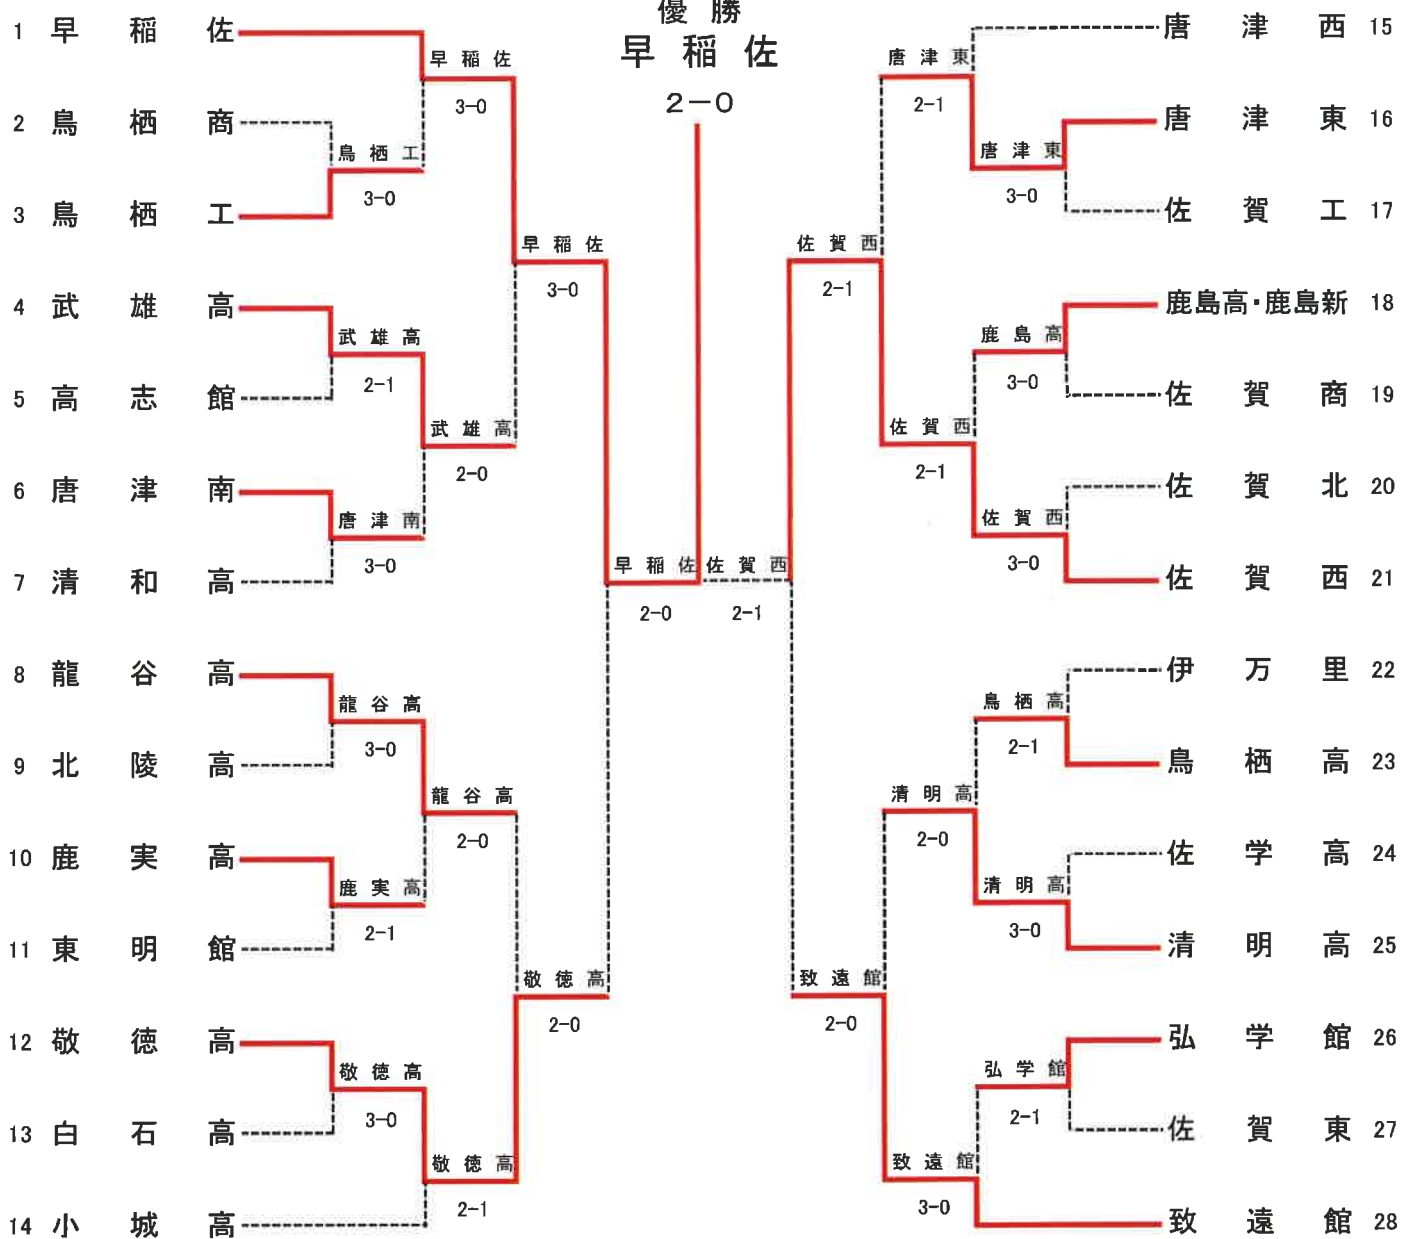 優勝
早稲佐
2-0
1 早稲佐
2 鳥栖商
3 鳥栖工
4 武雄高
5 高志館
6 唐津南
7 清和高
8 龍谷高
9 北陵高
10 鹿実高
11 東明館
12 敬徳高
13 白石高
14 小城高
鳥栖工
3-0
武雄高
2-1
唐津南
3-0
龍谷高
3-0
鹿実高
2-1
敬徳高
3-0
早稲佐
3-0
武雄高
2-0
龍谷高
2-0
敬徳高
2-1
早稲佐
3-0
敬徳高
2-0
早稲佐
2-0
佐賀西
2-1
佐賀西
2-1
致遠館
2-0
唐津東
2-1
佐賀西
2-1
清明高
2-0
致遠館
3-0
唐津東
3-0
鹿島高
3-0
佐賀西
3-0
鳥栖高
2-1
清明高
3-0
弘学館
2-1
唐津西 15
唐津東 16
佐賀工 17
鹿島高・鹿島新 18
佐賀商 19
佐賀北 20
佐賀西 21
伊万里 22
鳥栖高 23
佐学高 24
清明高 25
弘学館 26
佐賀東 27
致遠館 28